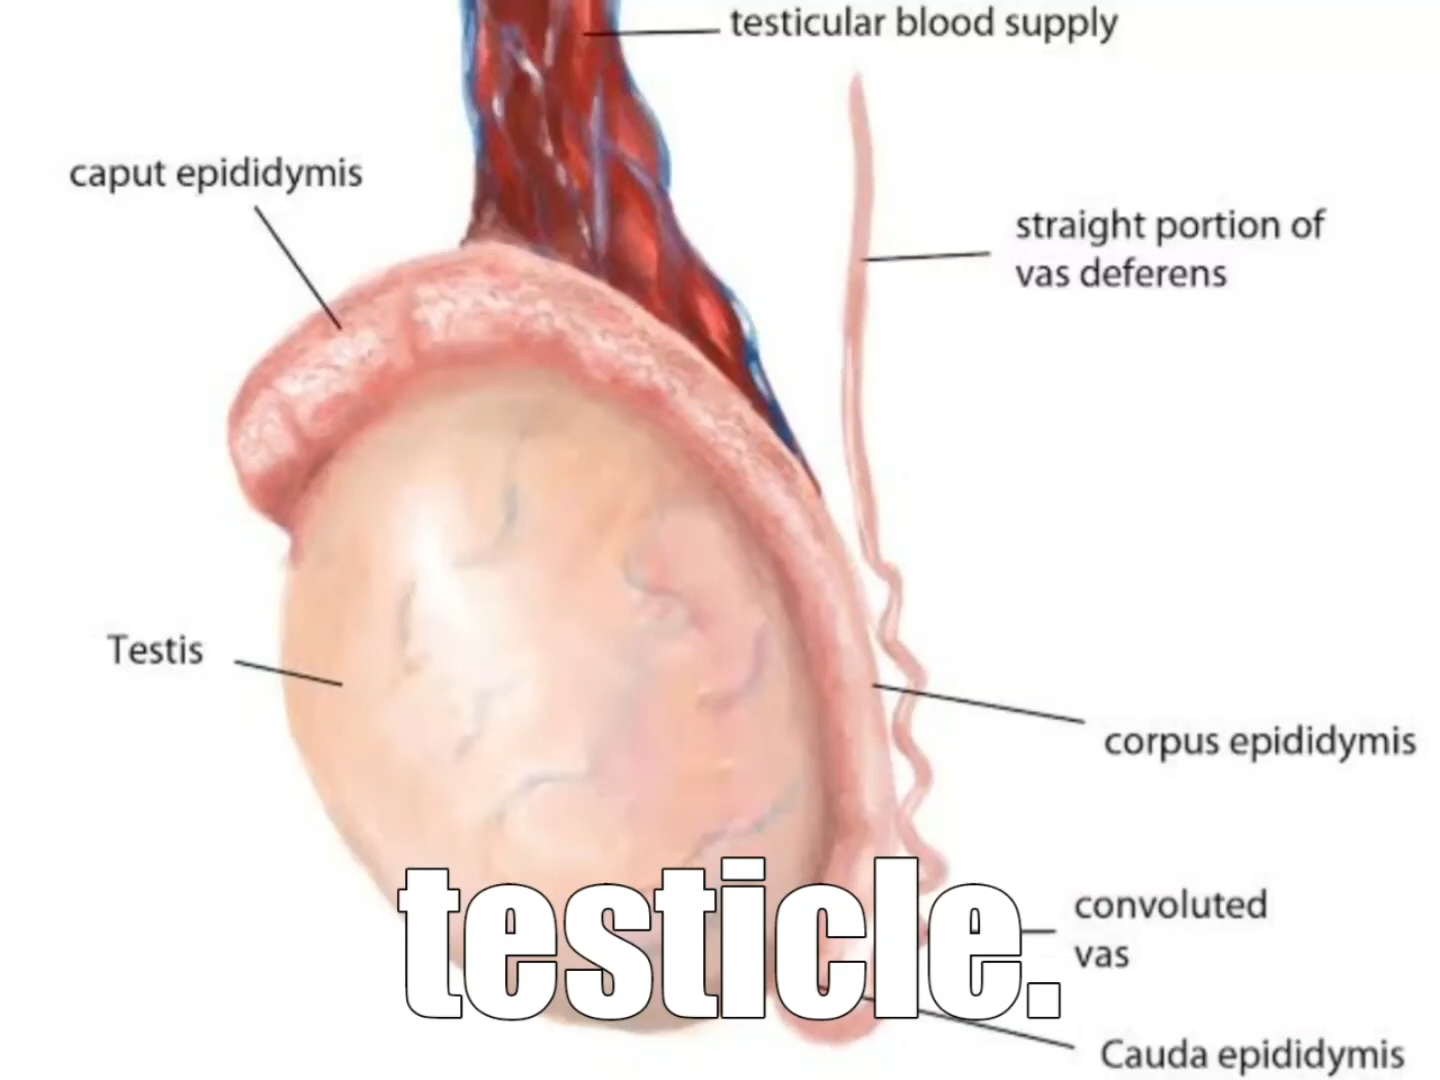 testicular blood supply
caput epididymis
straight portion of
vas deferens
Testis
corpus epididymis
testicle.
convoluted
vas
Cauda epididymis